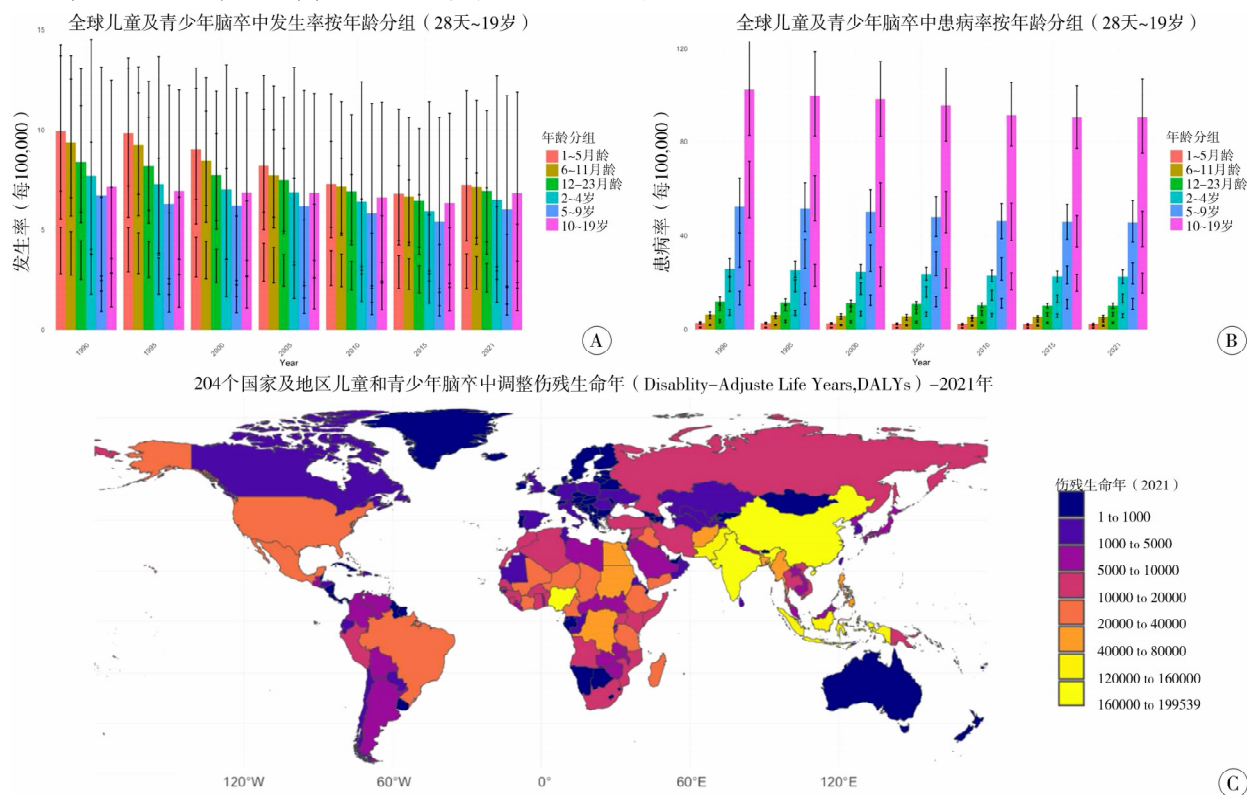 全球儿童及青少年脑卒中发生率按年龄分组（28天~19岁）
15
10
5
0
发生率（每100,000）
1990
1995
2000
2005
2010
2015
2021
Year
年龄分组
1~5月龄
6~11月龄
12~23月龄
2~4岁
5~9岁
10~19岁
A
全球儿童及青少年脑卒中患病率按年龄分组（28天~19岁）
120
80
40
0
患病率（每100,000）
1990
1995
2000
2005
2010
2015
2021
Year
年龄分组
1~5月龄
6~11月龄
12~23月龄
2~4岁
5~9岁
10~19岁
B
204个国家及地区儿童和青少年脑卒中调整伤残生命年（Disablity-Adjuste Life Years,DALYs）-2021年
120°W
60°W
0°
60°E
120°E
伤残生命年（2021）
1 to 1000
1000 to 5000
5000 to 10000
10000 to 20000
20000 to 40000
40000 to 80000
120000 to 160000
160000 to 199539
C